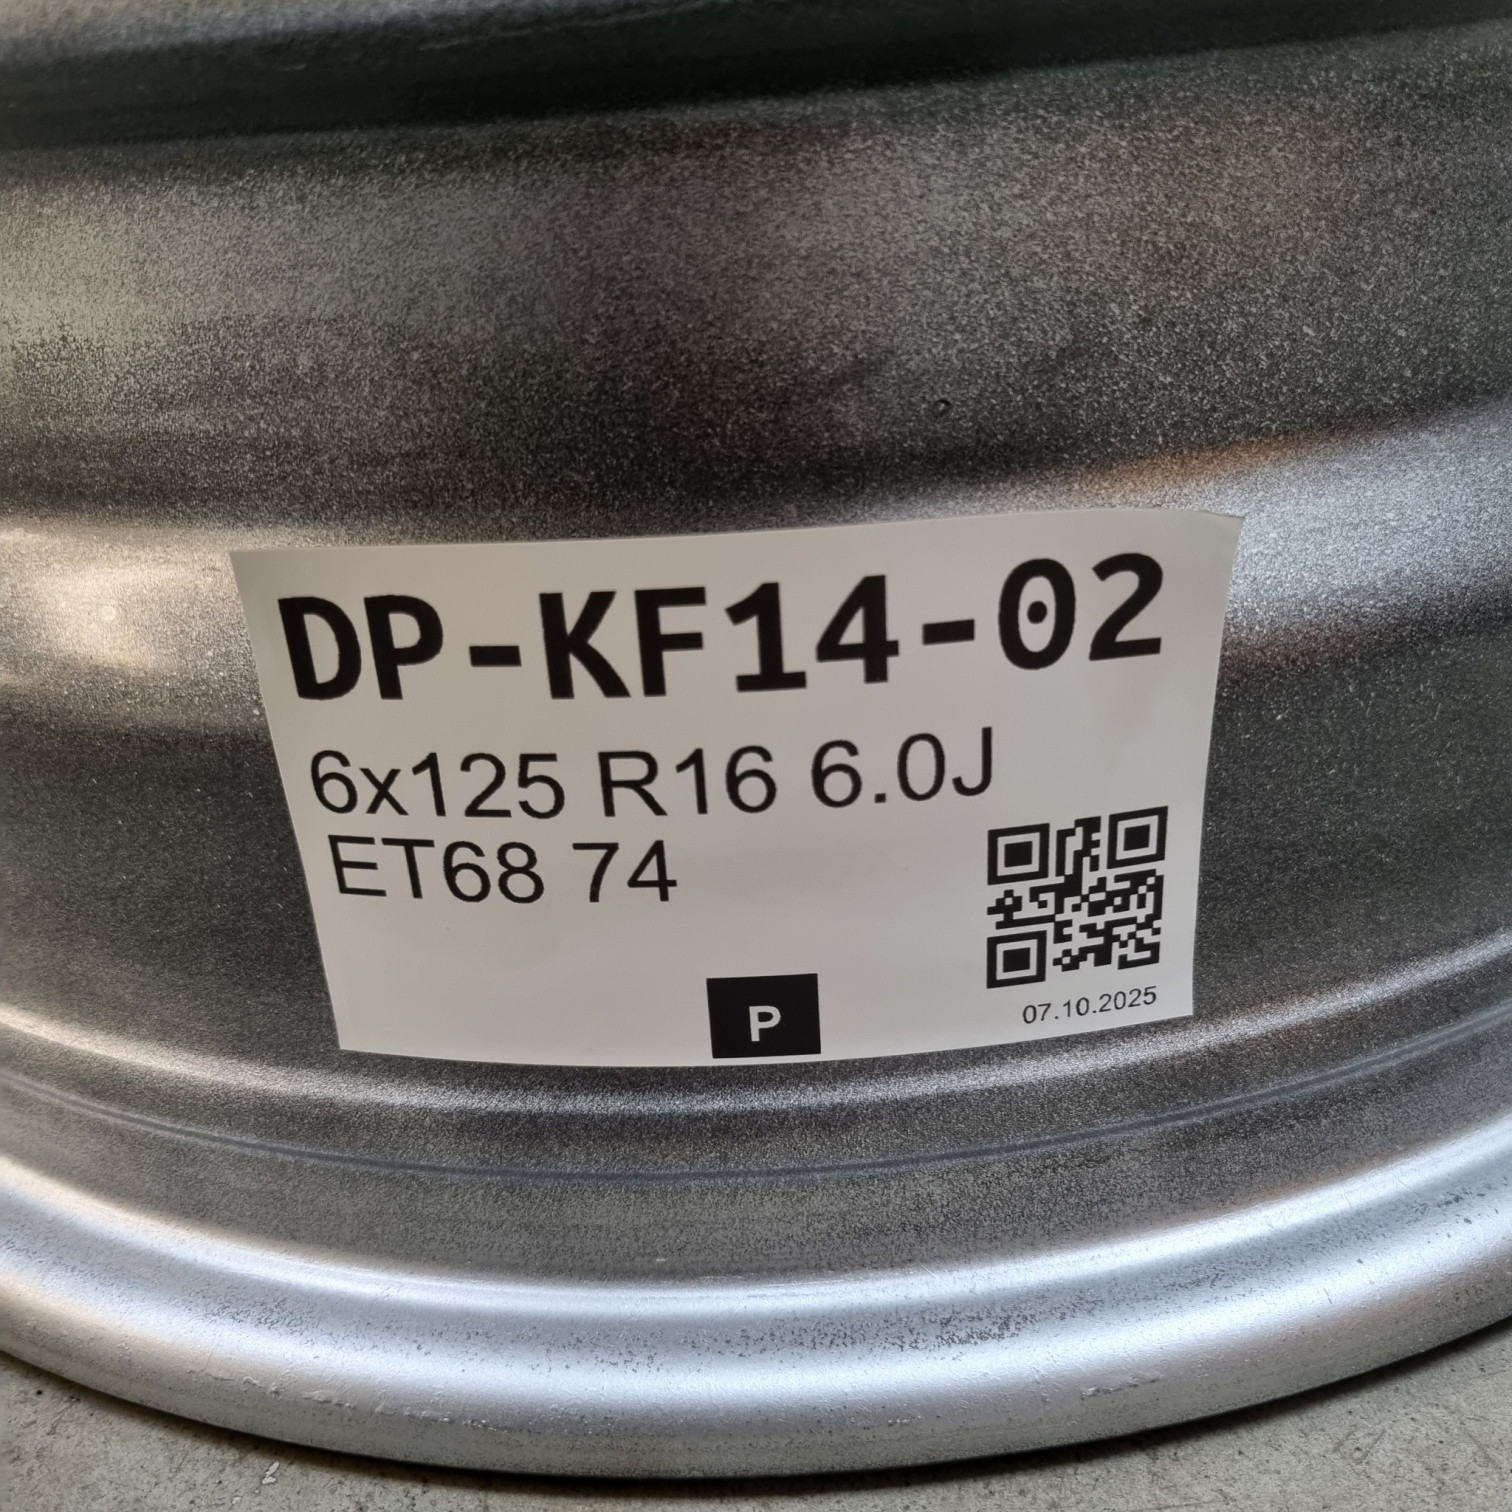 DP-KF14-02
6x125 R16 6.0J
ET68 74
P
07.10.2025